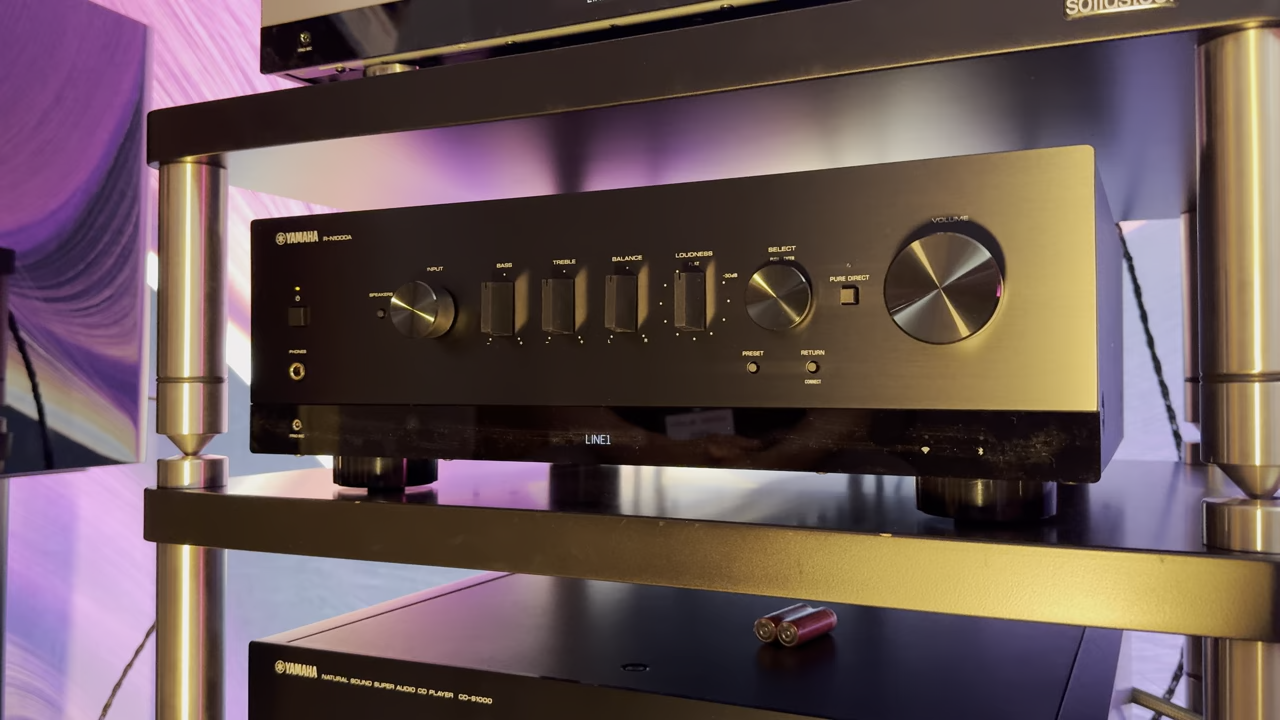 YAMAHA R-N1000A
VOLUME
SELECT
LOUDNESS
BALANCE
TREBLE
BASS
INPUT
SPEAKERS
-30dB
PURE DIRECT
PHONES
PRESET
RETURN
CONNECT
LINE1
YAMAHA NATURAL SOUND SUPER AUDIO CD PLAYER CD-S1000